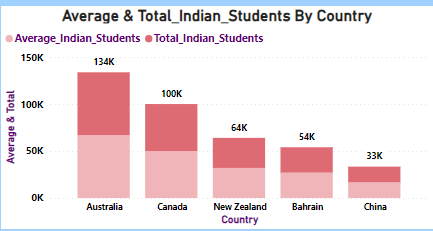 Average & Total_Indian_Students By Country
Average_Indian_Students Total_Indian_Students
150K
100K
50K
0K
Average & Total
134K
100K
64K
54K
33K
Australia
Canada
New Zealand
Bahrain
China
Country